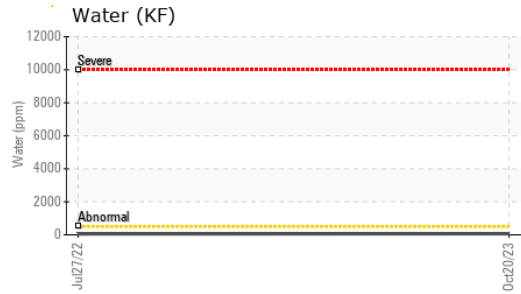 Water (KF)
12000
10000
8000
6000
4000
2000
0
Water (ppm)
Severe
Abnormal
Jul27/22
Oct20/23